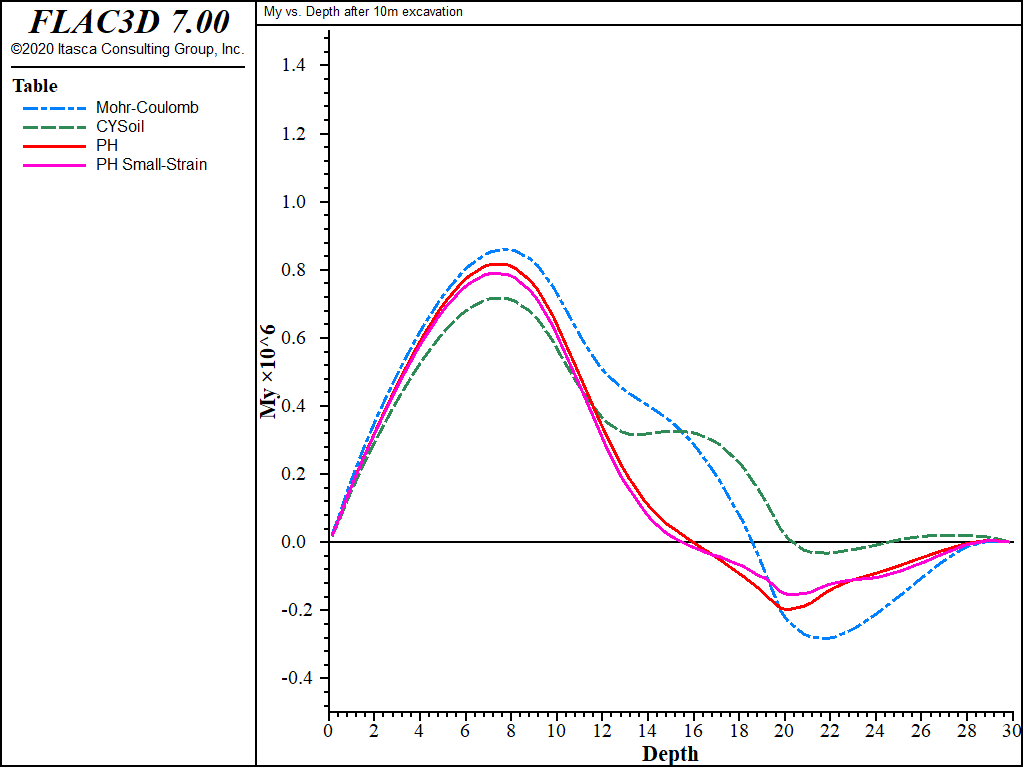 FLAC3D 7.00
©2020 Itasca Consulting Group, Inc.
Table
Mohr-Coulomb
CYSoil
PH
PH Small-Strain
My vs. Depth after 10m excavation
1.4
1.2
1.0
0.8
0.6
0.4
0.2
0.0
-0.2
-0.4
My ×10^6
0 2 4 6 8 10 12 14 16 18 20 22 24 26 28 30
Depth